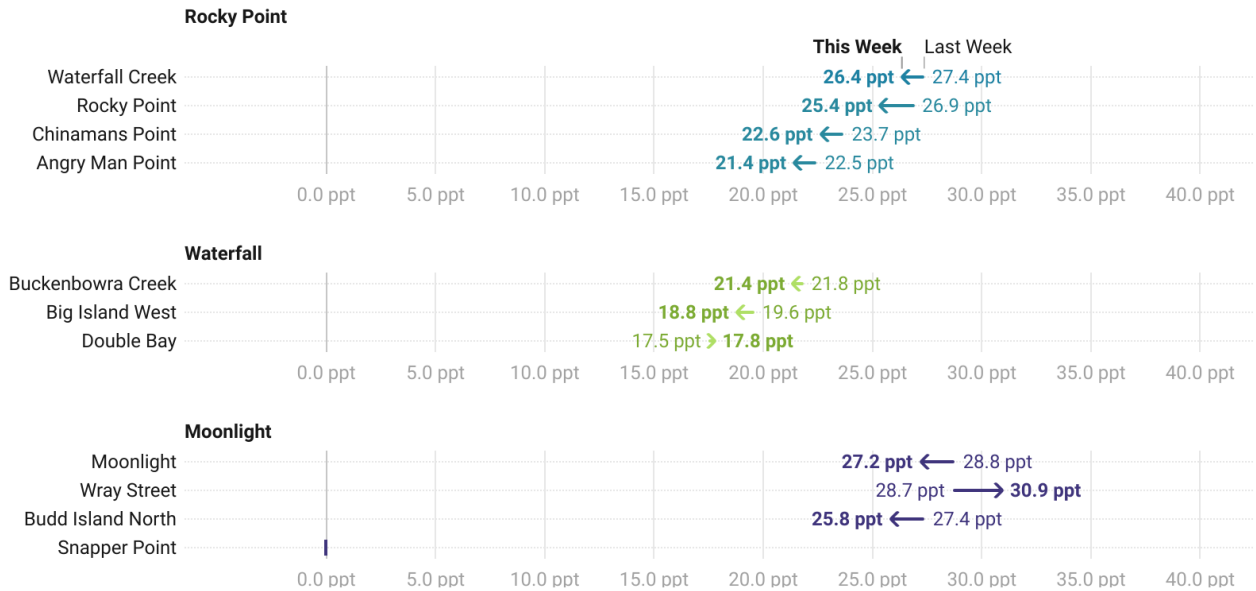 Rocky Point
This Week Last Week
Waterfall Creek 26.4 ppt 27.4 ppt
Rocky Point 25.4 ppt 26.9 ppt
Chinamans Point 22.6 ppt 23.7 ppt
Angry Man Point 21.4 ppt 22.5 ppt
0.0 ppt 5.0 ppt 10.0 ppt 15.0 ppt 20.0 ppt 25.0 ppt 30.0 ppt 35.0 ppt 40.0 ppt
Waterfall
Buckenbowra Creek 21.4 ppt 21.8 ppt
Big Island West 18.8 ppt 19.6 ppt
Double Bay 17.5 ppt 17.8 ppt
0.0 ppt 5.0 ppt 10.0 ppt 15.0 ppt 20.0 ppt 25.0 ppt 30.0 ppt 35.0 ppt 40.0 ppt
Moonlight
Moonlight 27.2 ppt 28.8 ppt
Wray Street 28.7 ppt 30.9 ppt
Budd Island North 25.8 ppt 27.4 ppt
Snapper Point
0.0 ppt 5.0 ppt 10.0 ppt 15.0 ppt 20.0 ppt 25.0 ppt 30.0 ppt 35.0 ppt 40.0 ppt